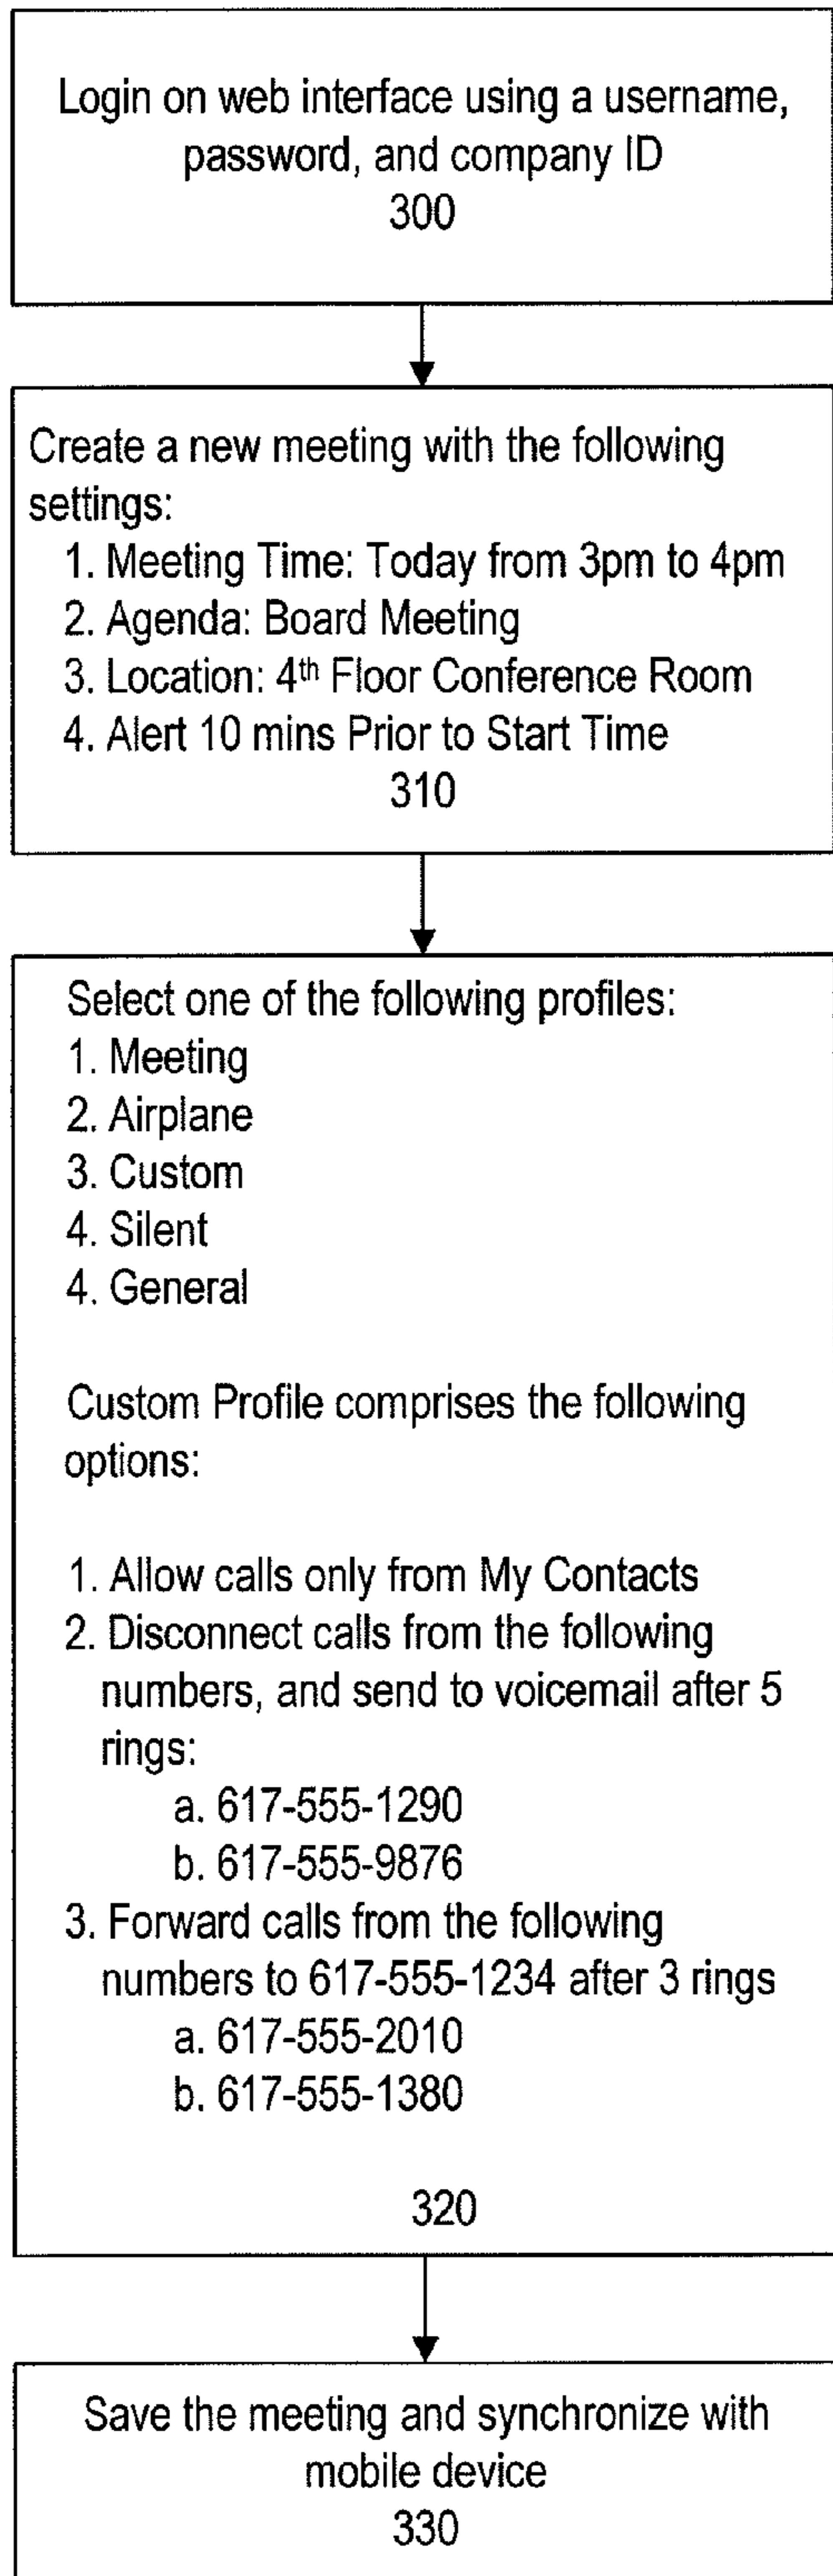 Login on web interface using a username,
password, and company ID
300
Create a new meeting with the following
settings:
1. Meeting Time: Today from 3pm to 4pm
2. Agenda: Board Meeting
3. Location: 4th Floor Conference Room
4. Alert 10 mins Prior to Start Time
310
Select one of the following profiles:
1. Meeting
2. Airplane
3. Custom
4. Silent
4. General
Custom Profile comprises the following
options:
1. Allow calls only from My Contacts
2. Disconnect calls from the following
numbers, and send to voicemail after 5
rings:
a. 617-555-1290
b. 617-555-9876
3. Forward calls from the following
numbers to 617-555-1234 after 3 rings
a. 617-555-2010
b. 617-555-1380
320
Save the meeting and synchronize with
mobile device
330